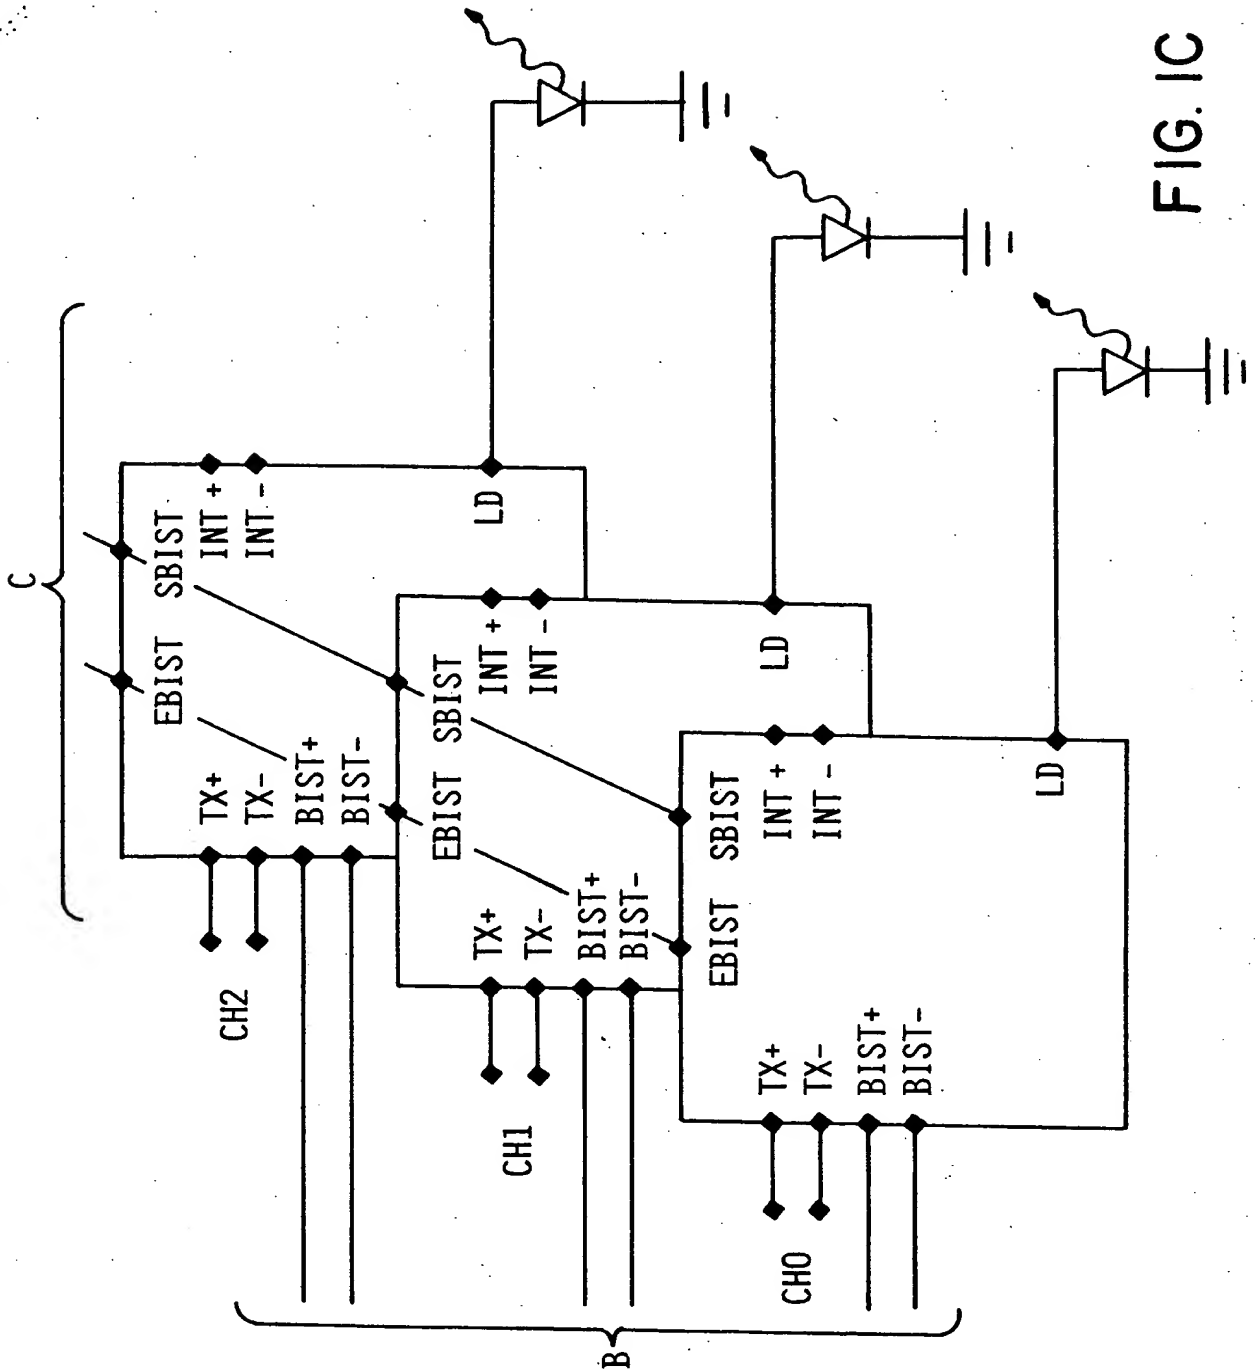 C
EBIST SBIST
TX+
TX-
BIST+
BIST-
INT +
INT -
LD
CH2
EBIST SBIST
TX+
TX-
BIST+
BIST-
INT +
INT -
LD
CH1
EBIST SBIST
TX+
TX-
BIST+
BIST-
INT +
INT -
LD
CH0
B
FIG. 1C